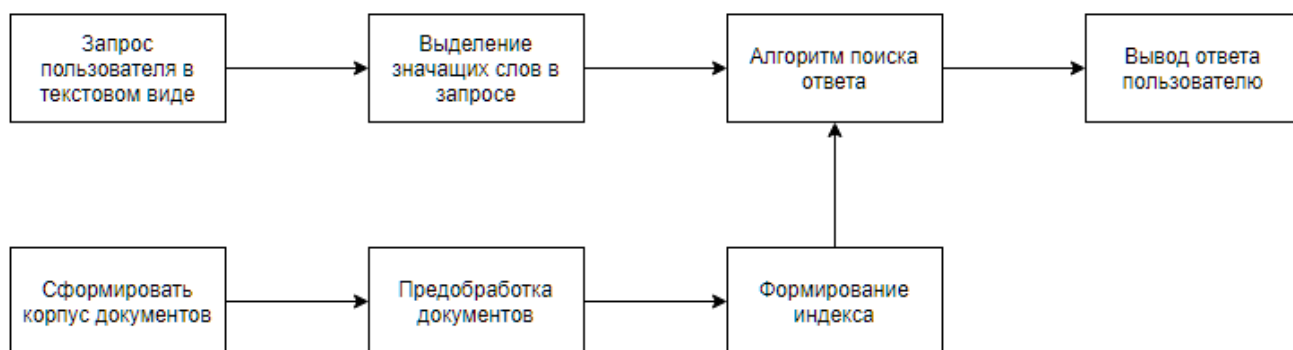 Запрос
пользователя в
текстовом виде
Выделение
значащих слов в
запросе
Алгоритм поиска
ответа
Вывод ответа
пользователю
Сформировать
корпус документов
Предобработка
документов
Формирование
индекса